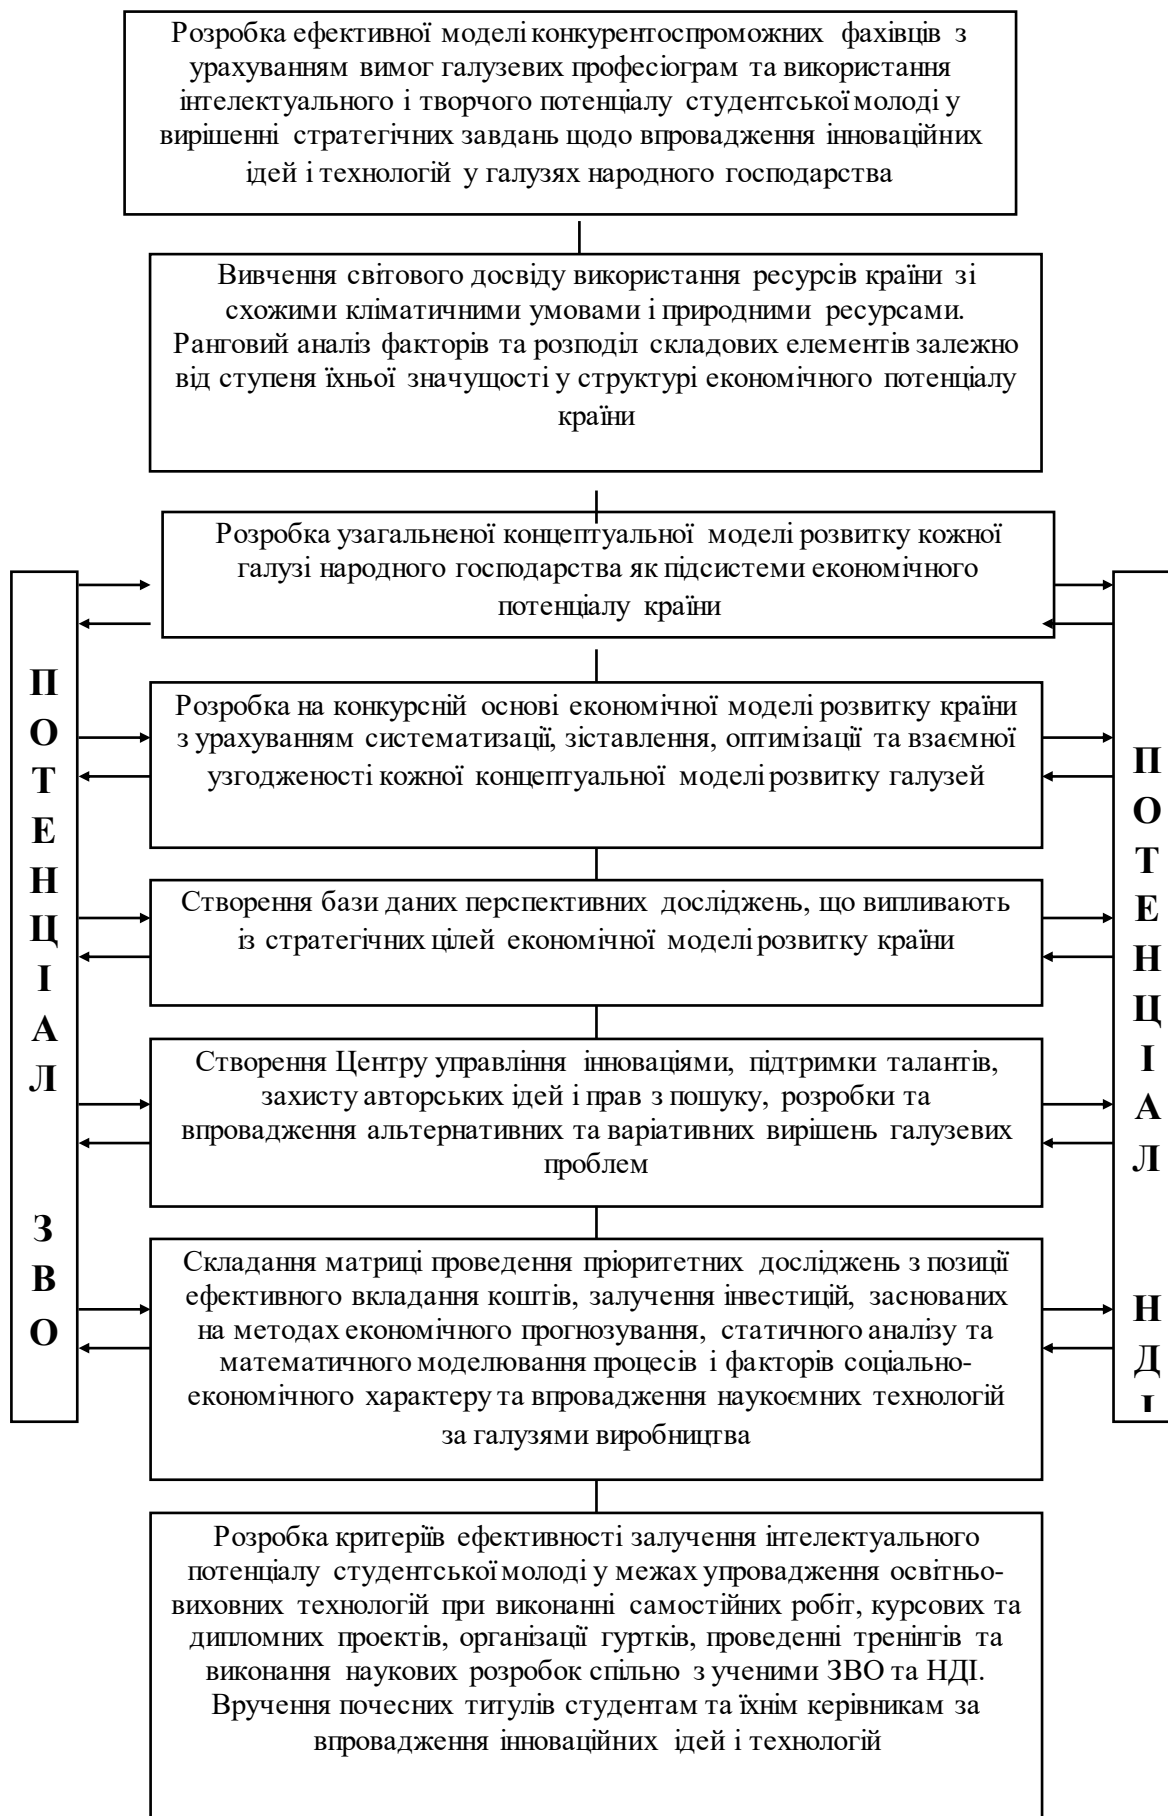 Розробка ефективної моделі конкурентоспроможних фахівців з
урахуванням вимог галузевих професіограм та використання
інтелектуального і творчого потенціалу студентської молоді у
вирішенні стратегічних завдань щодо впровадження інноваційних
ідей і технологій у галузях народного господарства
Вивчення світового досвіду використання ресурсів країни зі
схожими кліматичними умовами і природними ресурсами.
Ранговий аналіз факторів та розподіл складових елементів залежно
від ступеня їхньої значущості у структурі економічного потенціалу
країни
Розробка узагальненої концептуальної моделі розвитку кожної
галузі народного господарства як підсистеми економічного
потенціалу країни
Розробка на конкурсній основі економічної моделі розвитку країни
з урахуванням систематизації, зіставлення, оптимізації та взаємної
узгодженості кожної концептуальної моделі розвитку галузей
Створення бази даних перспективних досліджень, що випливають
із стратегічних цілей економічної моделі розвитку країни
Створення Центру управління інноваціями, підтримки талантів,
захисту авторських ідей і прав з пошуку, розробки та
впровадження альтернативних та варіативних вирішень галузевих
проблем
Складання матриці проведення пріоритетних досліджень з позиції
ефективного вкладання коштів, залучення інвестицій, заснованих
на методах економічного прогнозування, статичного аналізу та
математичного моделювання процесів і факторів соціально-
економічного характеру та впровадження наукоємних технологій
за галузями виробництва
Розробка критеріїв ефективності залучення інтелектуального
потенціалу студентської молоді у межах упровадження освітньо-
виховних технологій при виконанні самостійних робіт, курсових та
дипломних проектів, організації гуртків, проведенні тренінгів та
виконання наукових розробок спільно з ученими ЗВО та НДІ.
Вручення почесних титулів студентам та їхнім керівникам за
впровадження інноваційних ідей і технологій
ПОТЕНЦІАЛ ЗВО
ПОТЕНЦІАЛ НДІ